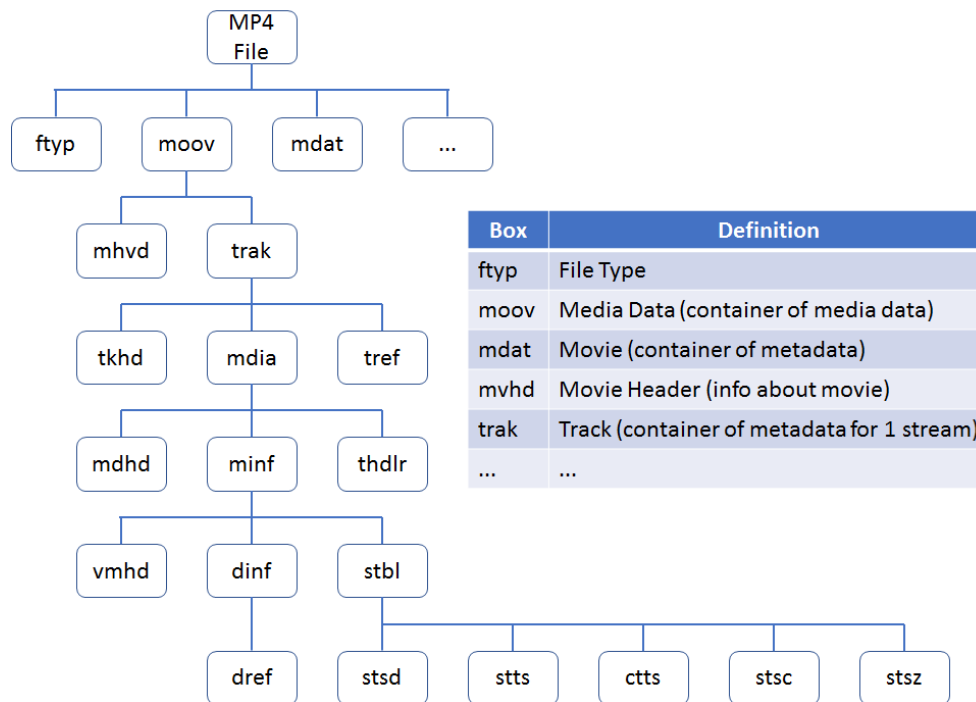 MP4
File
ftyp moov mdat ...
mhvd trak
Box Definition
ftyp File Type
moov Media Data (container of media data)
mdat Movie (container of metadata)
mvhd Movie Header (info about movie)
trak Track (container of metadata for 1 stream)
... ...
tkhd mdia tref
mdhd minf thdlr
vmhd dinf stbl
dref stsd stts ctts stsc stsz